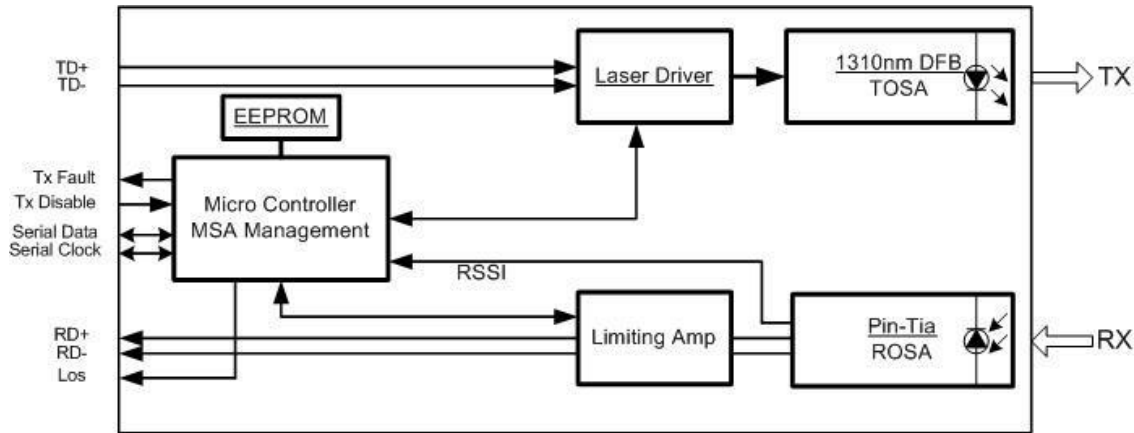 TD+
TD-
Laser Driver
1310nm DFB
TOSA
TX
EEPROM
Tx Fault
Tx Disable
Serial Data
Serial Clock
Micro Controller
MSA Management
RSSI
RD+
RD-
Los
Limiting Amp
Pin-Tia
ROSA
RX